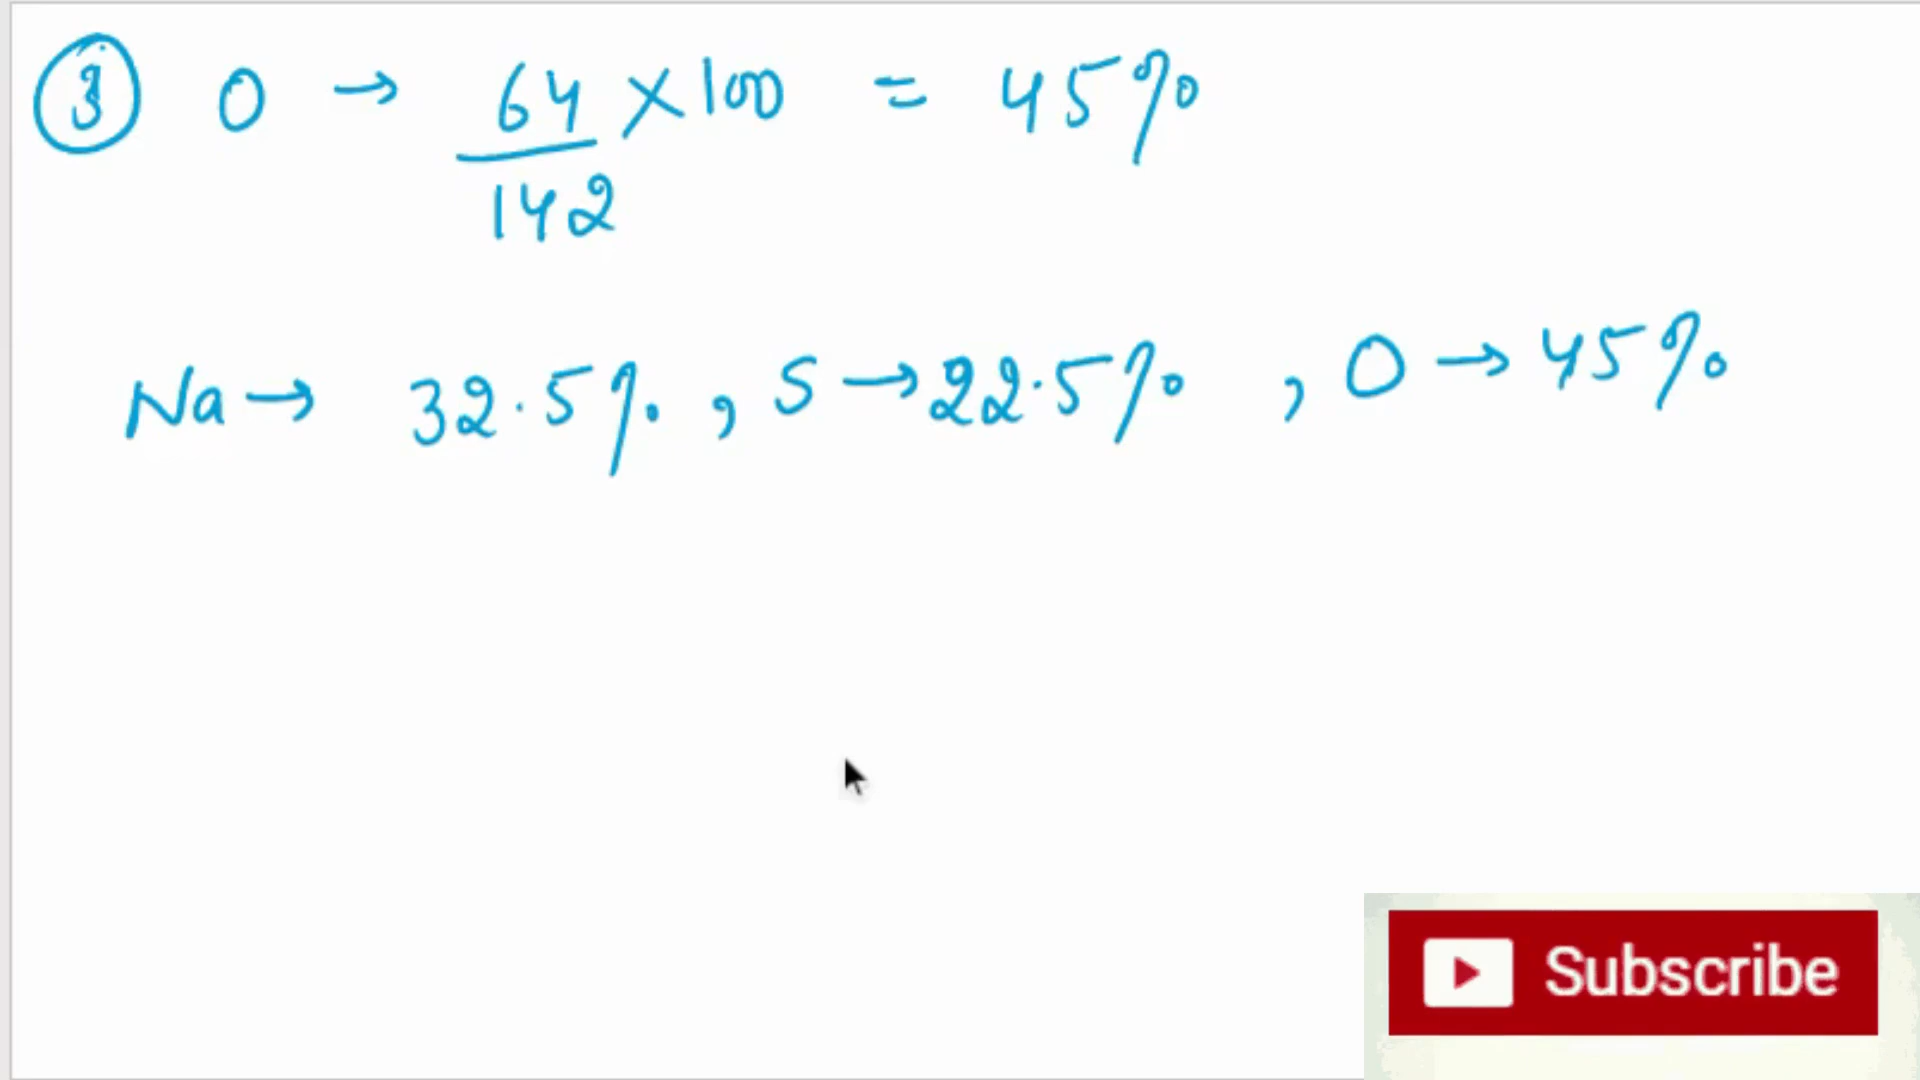 ③ O → 64/142 × 100 = 45%
Na → 32.5%, S → 22.5%, O → 45%
Subscribe